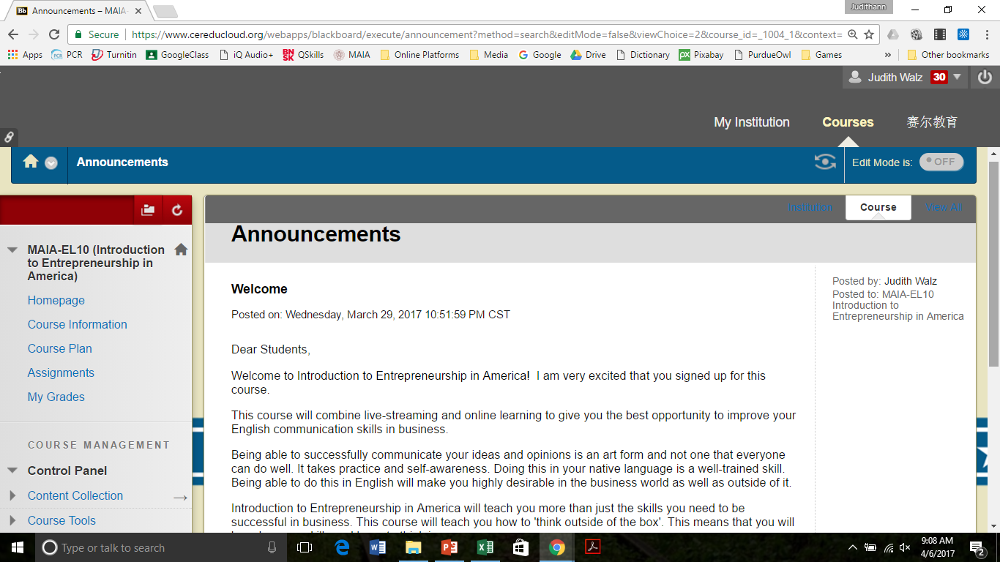 Judithann
Bb Announcements – MAIA-
Secure https://www.cereducloud.org/webapps/blackboard/execute/announcement?method=search&editMode=false&viewChoice=2&course_id=_1004_1&context=
Apps PCR Turnitin GoogleClass iQ Audio+ QSkills MAIA Online Platforms Media Google Drive Dictionary Pixabay PurdueOwl Games » Other bookmarks
Judith Walz 30
My Institution Courses 赛尔教育
Announcements Edit Mode is: OFF
Institution Course View All
Announcements
MAIA-EL10 (Introduction
to Entrepreneurship in
America)
Homepage
Course Information
Course Plan
Assignments
My Grades
COURSE MANAGEMENT
Control Panel
Content Collection
Course Tools
Welcome
Posted on: Wednesday, March 29, 2017 10:51:59 PM CST
Dear Students,
Welcome to Introduction to Entrepreneurship in America!  I am very excited that you signed up for this
course.
This course will combine live-streaming and online learning to give you the best opportunity to improve your
English communication skills in business.
Being able to successfully communicate your ideas and opinions is an art form and not one that everyone
can do well. It takes practice and self-awareness. Doing this in your native language is a well-trained skill.
Being able to do this in English will make you highly desirable in the business world as well as outside of it.
Introduction to Entrepreneurship in America will teach you more than just the skills you need to be
successful in business. This course will teach you how to 'think outside of the box'. This means that you will
Posted by: Judith Walz
Posted to: MAIA-EL10
Introduction to
Entrepreneurship in America
Type or talk to search
9:08 AM
4/6/2017
2